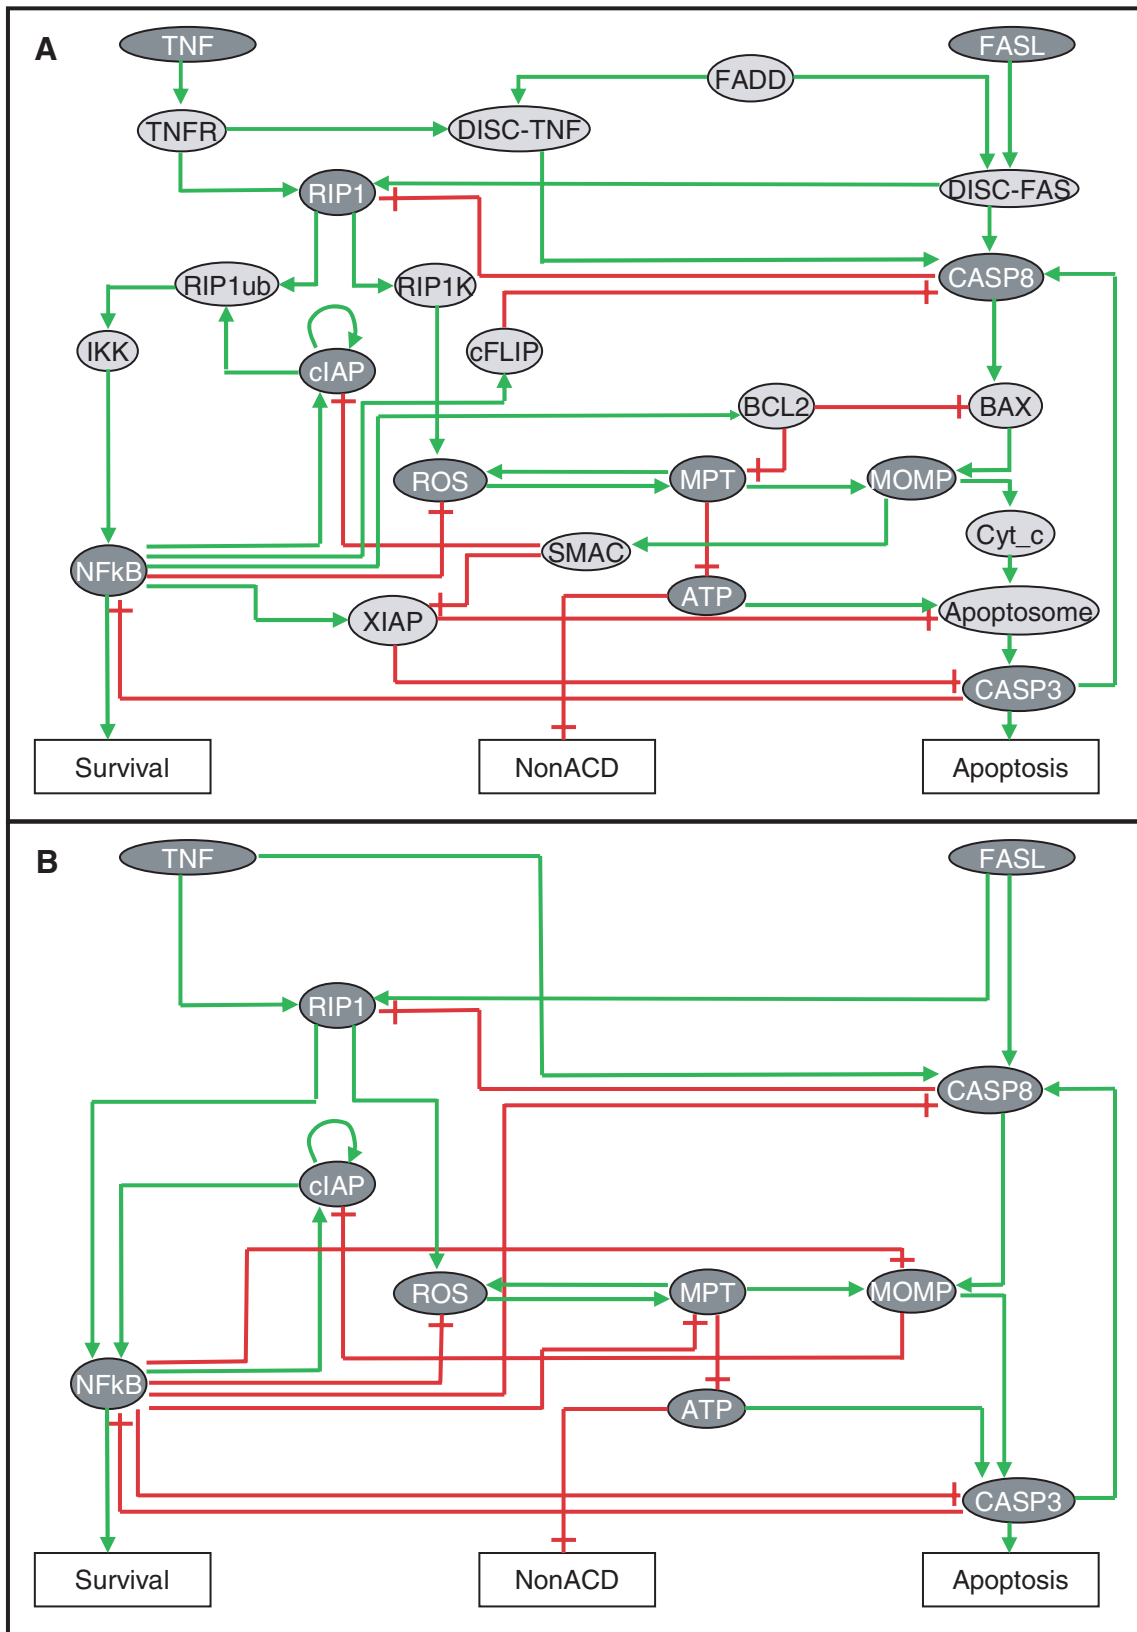 A
TNF
FASL
FADD
TNFR
DISC-TNF
RIP1
DISC-FAS
RIP1ub
RIP1K
CASP8
IKK
cIAP
cFLIP
BCL2
BAX
ROS
MPT
MOMP
Cyt_c
SMAC
NFkB
ATP
XIAP
Apoptosome
CASP3
Survival
NonACD
Apoptosis
B
TNF
FASL
RIP1
CASP8
cIAP
ROS
MPT
MOMP
NFkB
ATP
CASP3
Survival
NonACD
Apoptosis